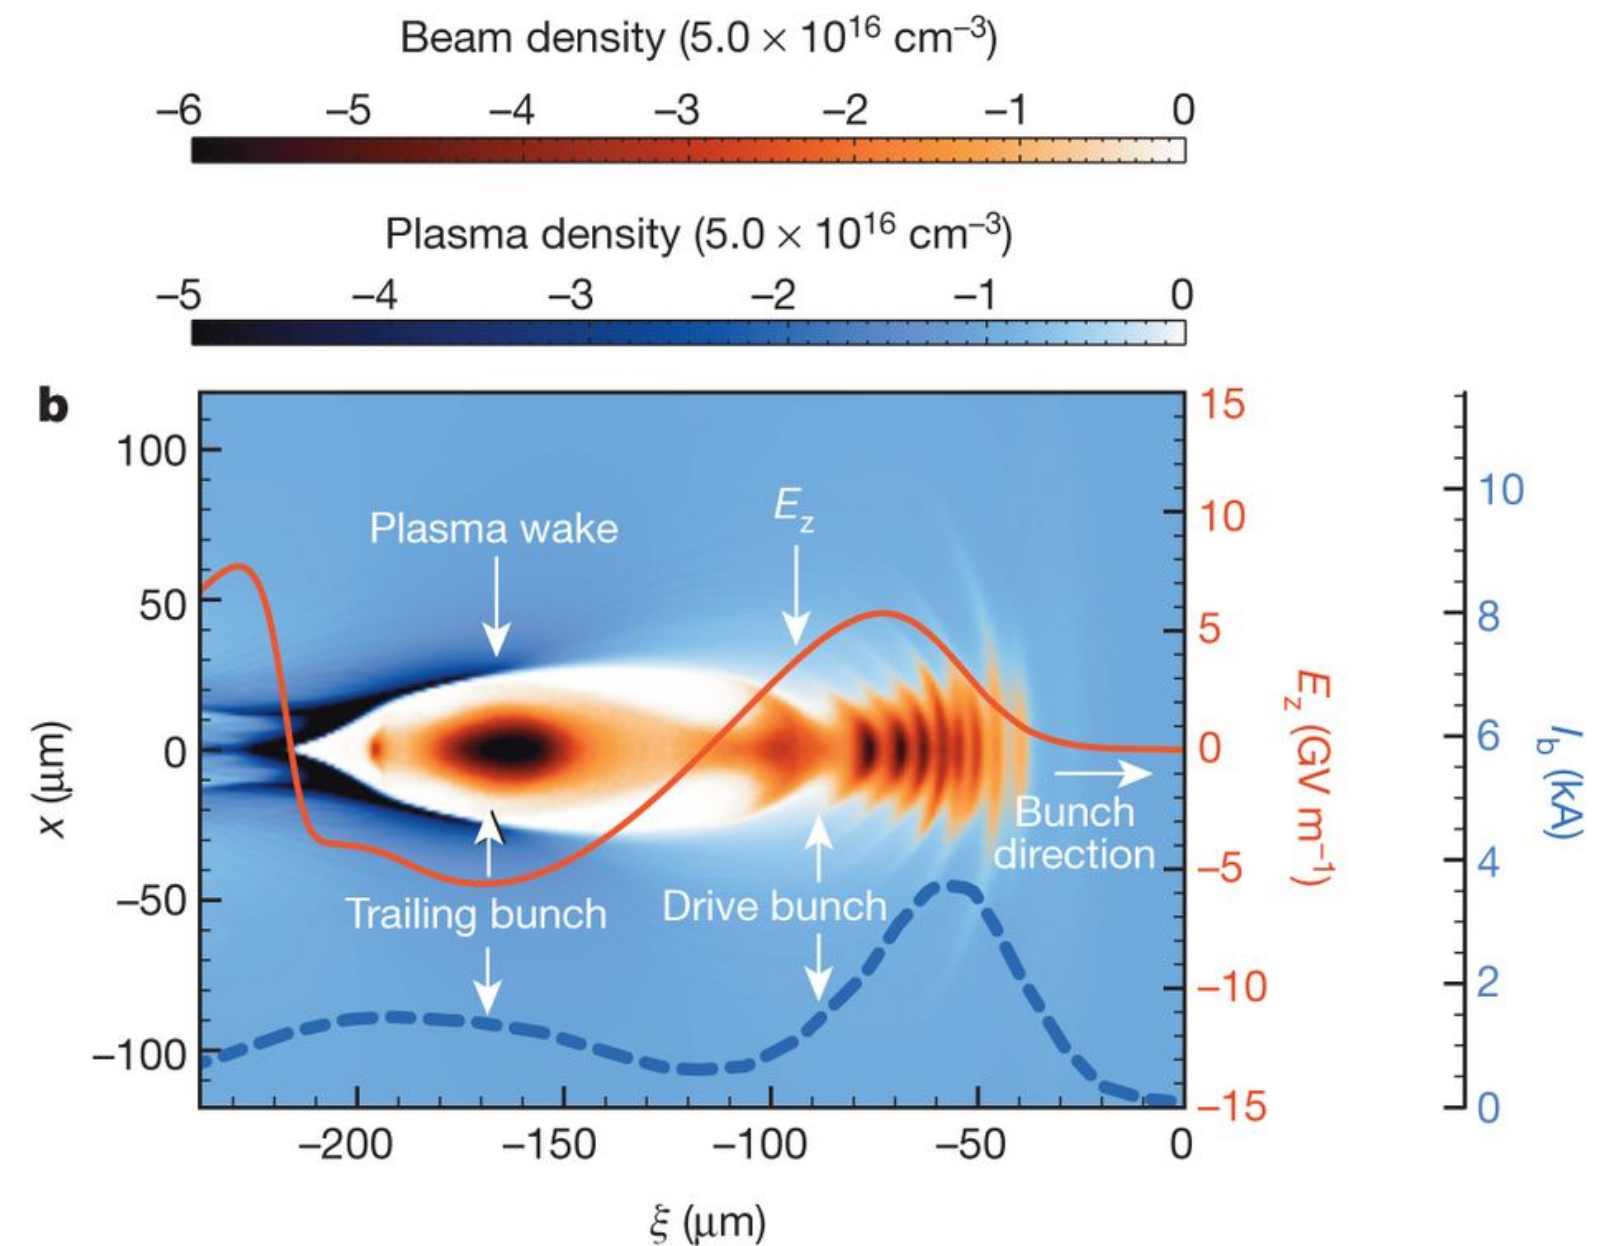 Beam density (5.0 × 10¹⁶ cm⁻³)
−6 −5 −4 −3 −2 −1 0
Plasma density (5.0 × 10¹⁶ cm⁻³)
−5 −4 −3 −2 −1 0
b
100
50
0
−50
−100
x (μm)
Plasma wake
E_z
Trailing bunch
Drive bunch
Bunch
direction
15
10
5
0
−5
−10
−15
E_z (GV m⁻¹)
10
8
6
4
2
0
I_b (kA)
−200 −150 −100 −50 0
ξ (μm)